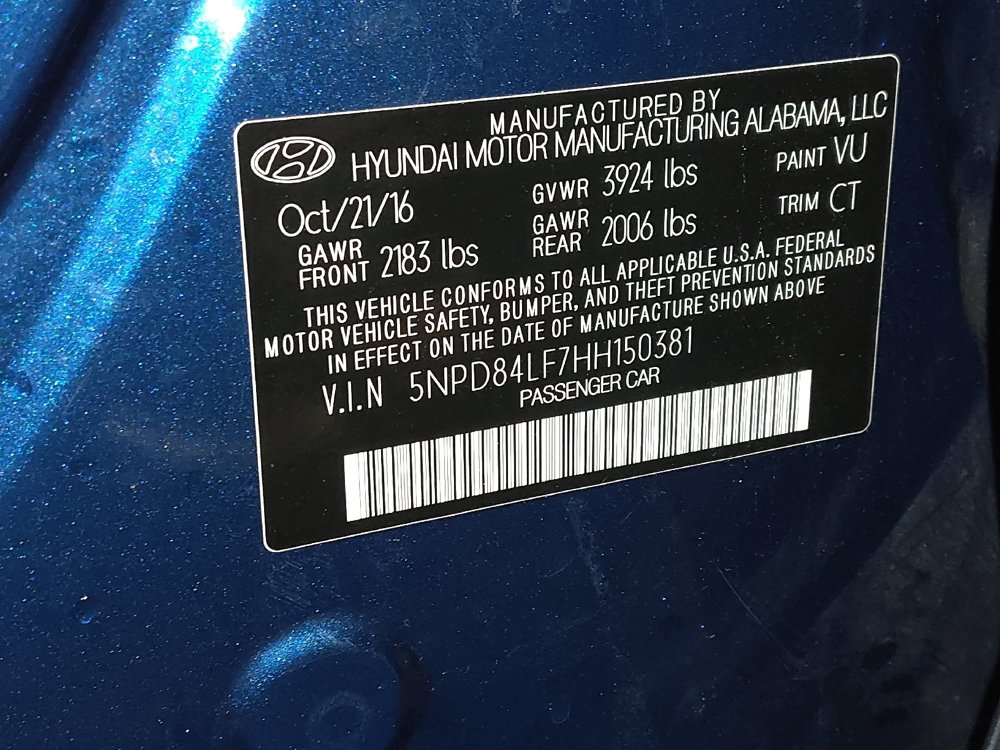 MANUFACTURED BY
HYUNDAI MOTOR MANUFACTURING ALABAMA, LLC
Oct/21/16 GVWR 3924 lbs PAINT VU
GAWR FRONT 2183 lbs GAWR REAR 2006 lbs TRIM CT
THIS VEHICLE CONFORMS TO ALL APPLICABLE U.S.A. FEDERAL
MOTOR VEHICLE SAFETY, BUMPER, AND THEFT PREVENTION STANDARDS
IN EFFECT ON THE DATE OF MANUFACTURE SHOWN ABOVE
V.I.N 5NPD84LF7HH150381
PASSENGER CAR